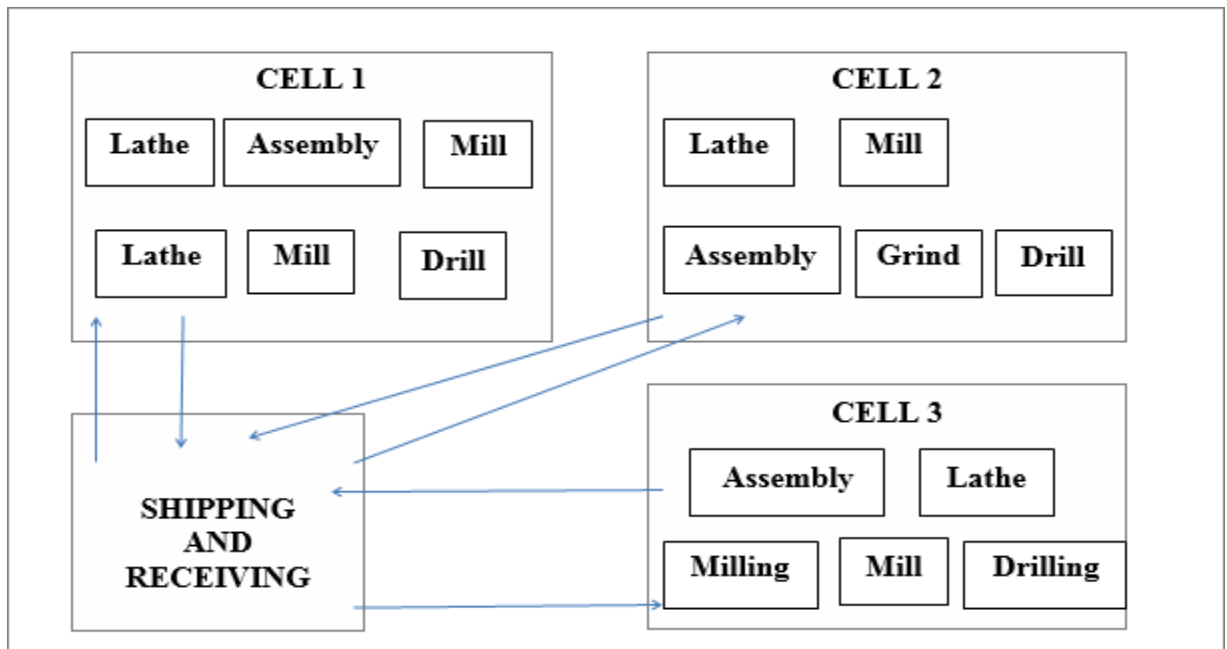 CELL 1
Lathe
Assembly
Mill
Lathe
Mill
Drill
CELL 2
Lathe
Mill
Assembly
Grind
Drill
SHIPPING
AND
RECEIVING
CELL 3
Assembly
Lathe
Milling
Mill
Drilling